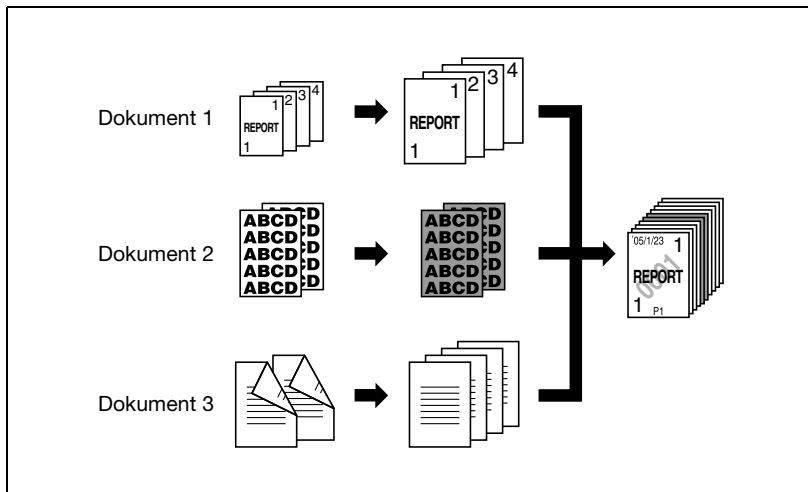 Dokument 1
1 2 3 4
REPORT
1
1 2 3 4
REPORT
1
Dokument 2
ABCD
ABCD
ABCD
ABCD
ABCD
ABCD
ABCD
ABCD
ABCD
ABCD
'05/1/23 1
REPORT
0001
1 P1
Dokument 3